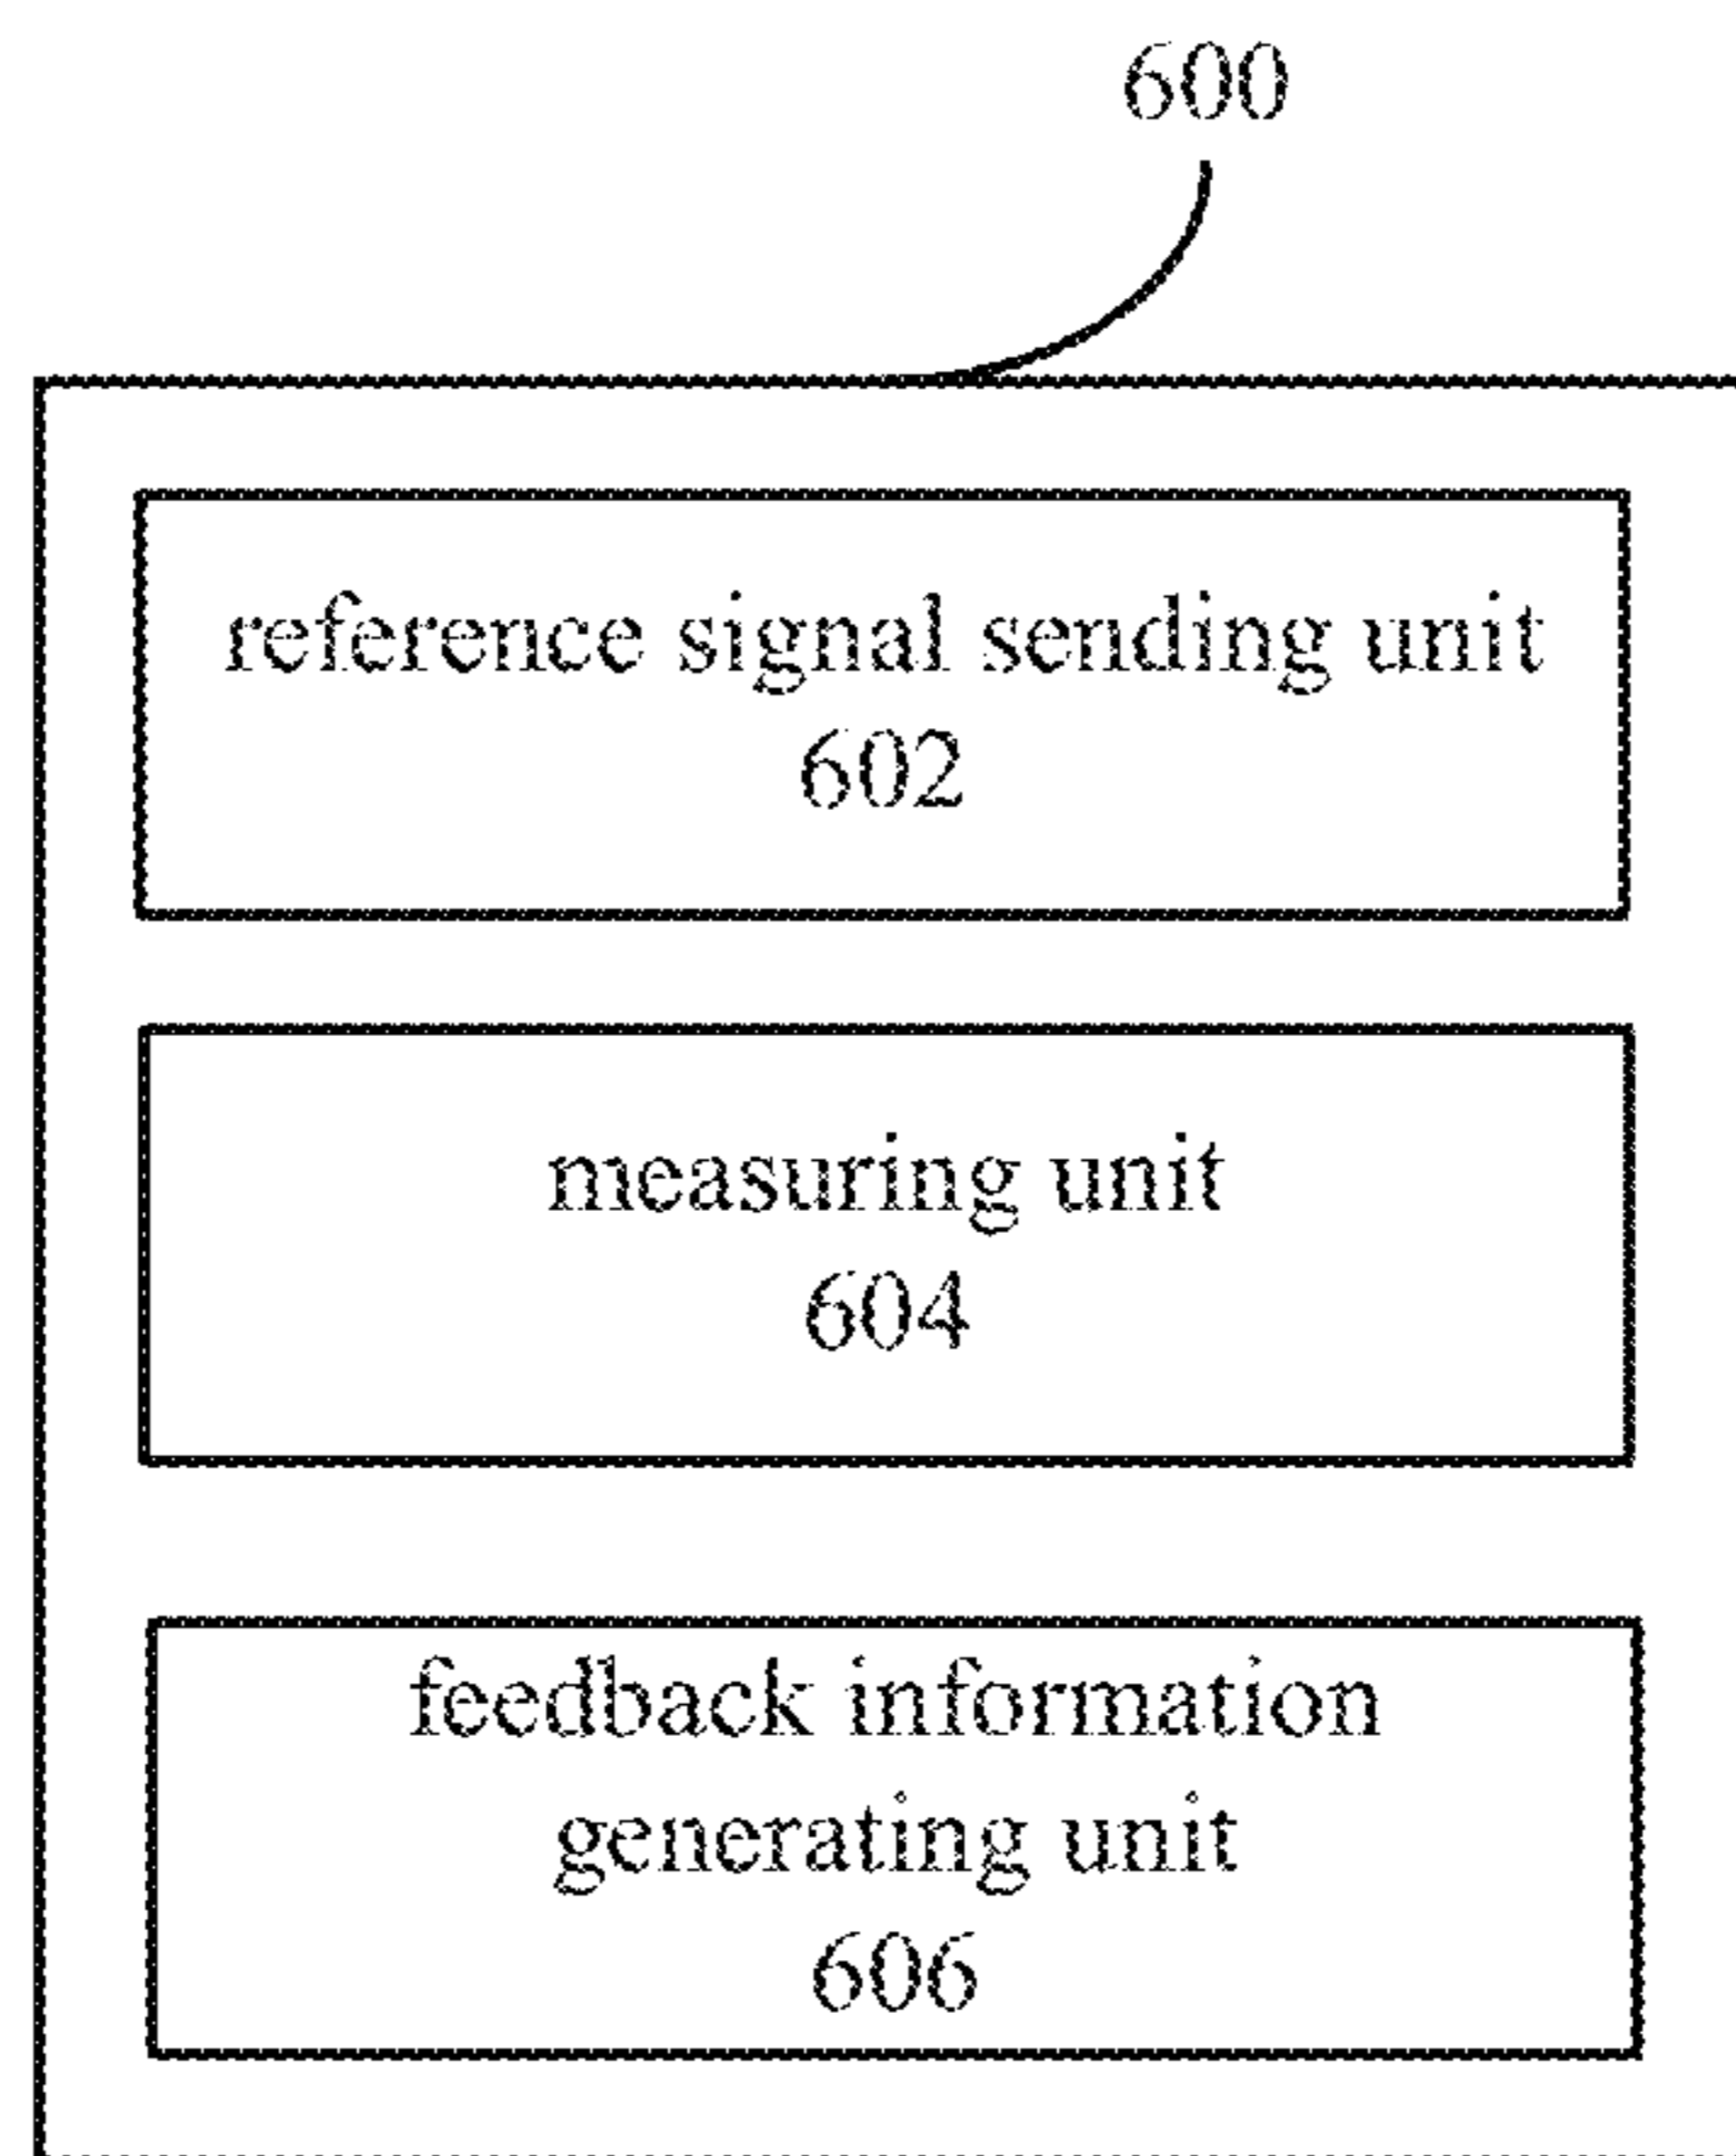 600
reference signal sending unit
602
measuring unit
604
feedback information
generating unit
606